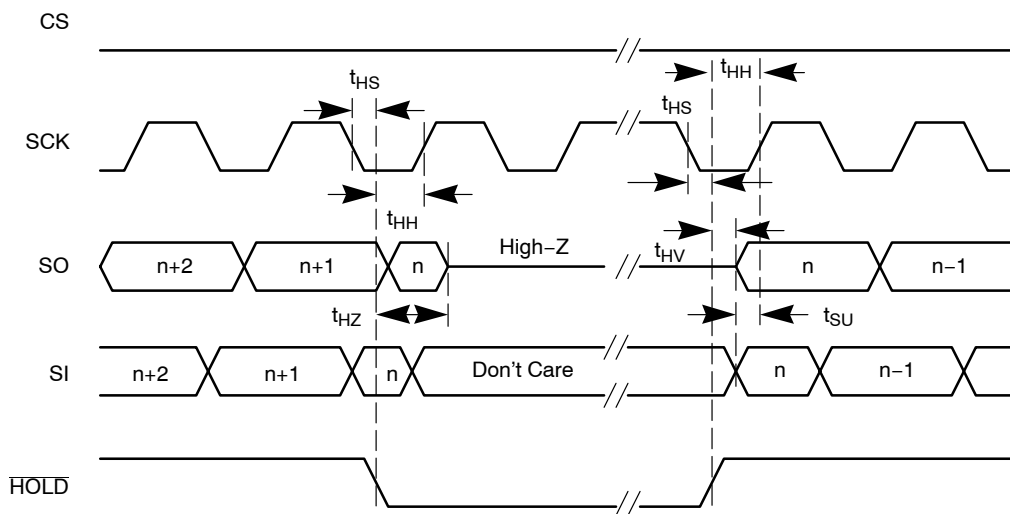 CS
tHH
tHS
tHS
SCK
tHH
High−Z
tHV
SO
n+2
n+1
n
n
n−1
tHZ
tSU
SI
n+2
n+1
n
Don't Care
n
n−1
HOLD